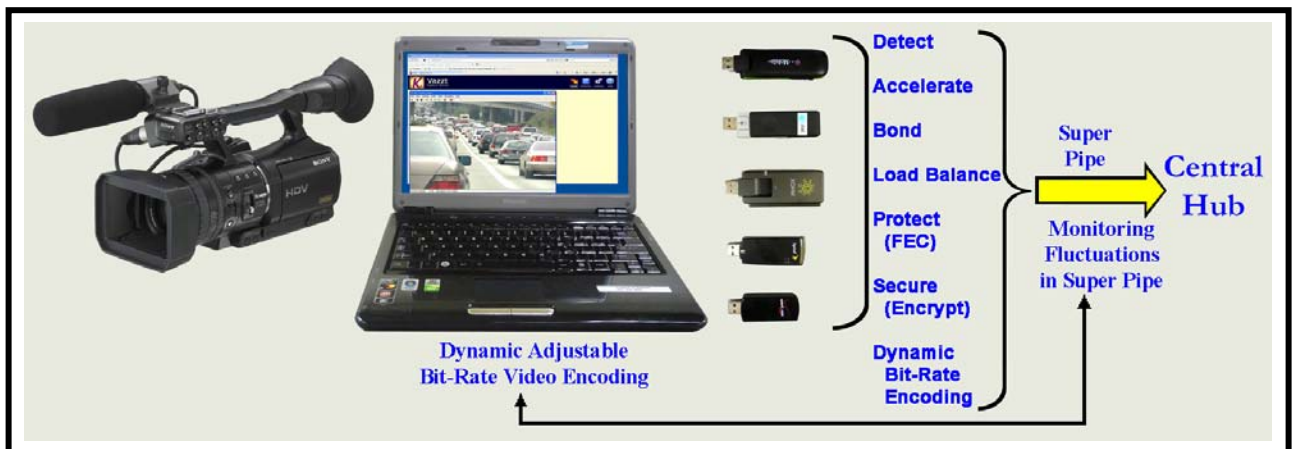 Detect
Accelerate
Bond
Load Balance
Protect
(FEC)
Secure
(Encrypt)
Dynamic
Bit-Rate
Encoding
Super
Pipe
Central
Hub
Monitoring
Fluctuations
in Super Pipe
Dynamic Adjustable
Bit-Rate Video Encoding
SONY
HDV